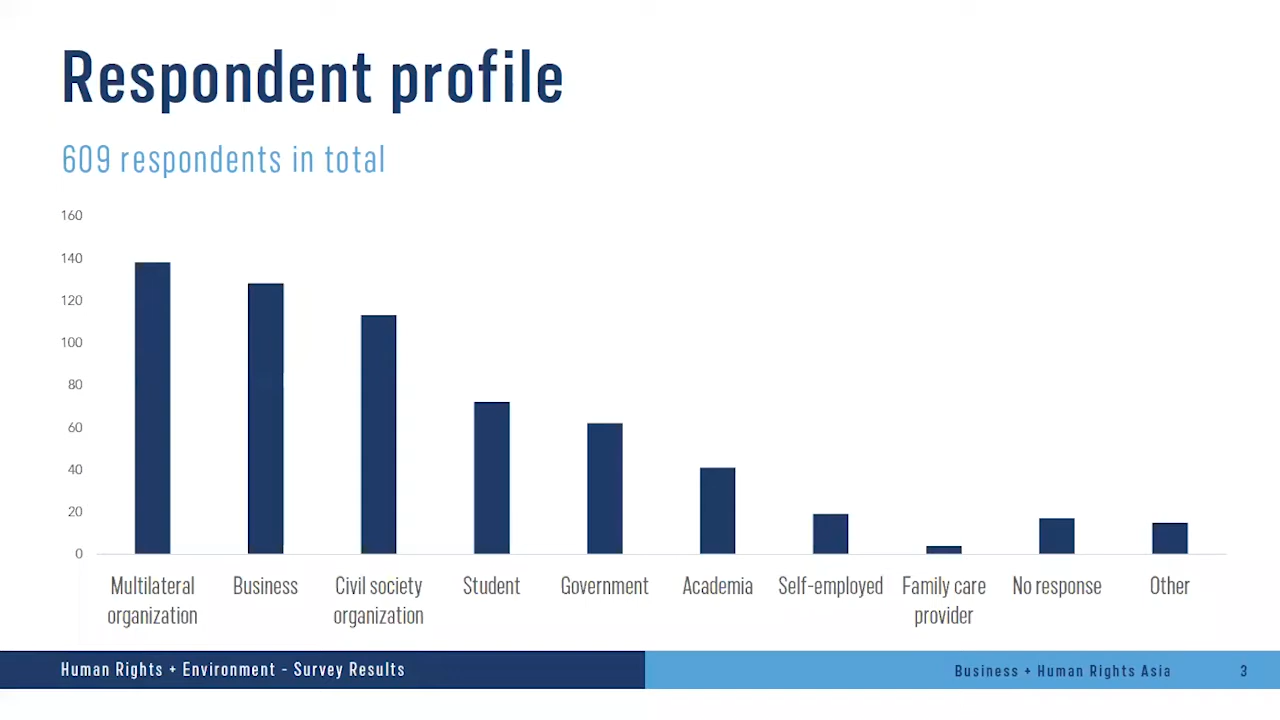 Respondent profile
609 respondents in total
160
140
120
100
80
60
40
20
0
Multilateral organization
Business
Civil society organization
Student
Government
Academia
Self-employed
Family care provider
No response
Other
Human Rights + Environment - Survey Results
Business + Human Rights Asia
3